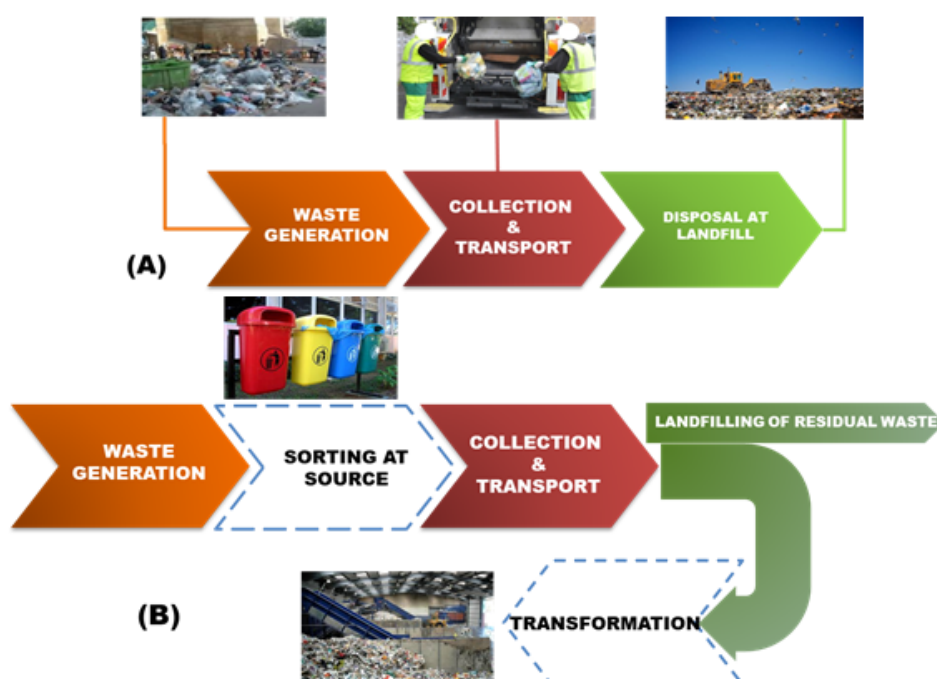 WASTE
GENERATION
COLLECTION
&
TRANSPORT
DISPOSAL AT
LANDFILL
(A)
WASTE
GENERATION
SORTING AT
SOURCE
COLLECTION
&
TRANSPORT
LANDFILLING OF RESIDUAL WASTE
(B)
TRANSFORMATION